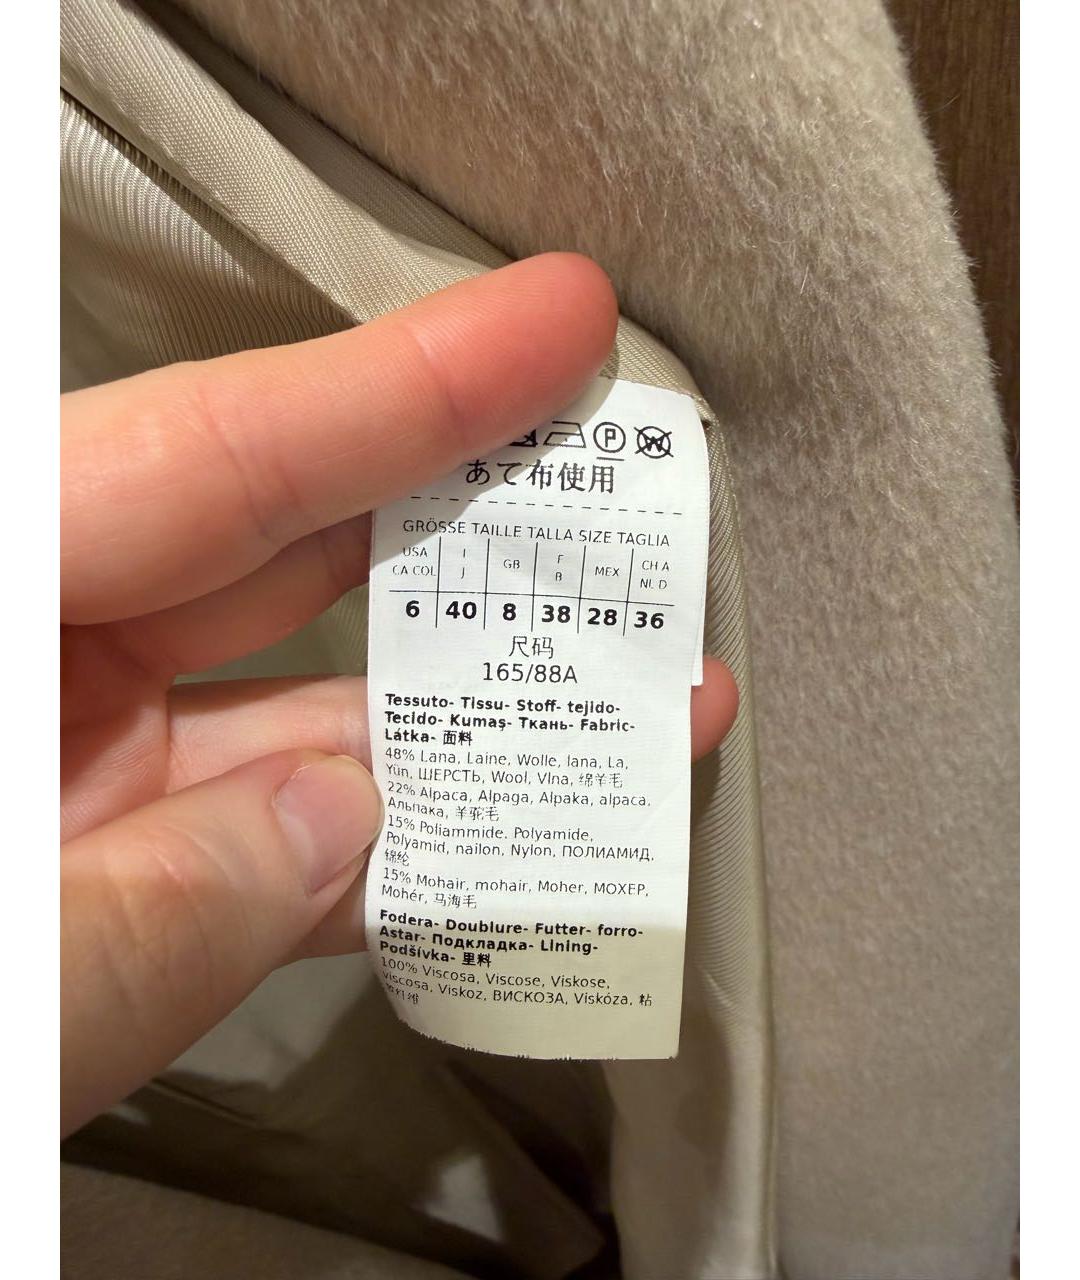 P W
あて布使用
GRÖSSE TAILLE TALLA SIZE TAGLIA
USA I GB F MEX CH A
CA COL J B NL D
6 40 8 38 28 36
尺码
165/88A
Tessuto- Tissu- Stoff- tejido-
Tecido- Kumaş- Ткань- Fabric-
Látka- 面料
48% Lana, Laine, Wolle, lana, La,
Yün, ШЕРСТЬ, Wool, Vlna, 绵羊毛
22% Alpaca, Alpaga, Alpaka, alpaca,
Альпака, 羊驼毛
15% Poliammide, Polyamide,
Polyamid, nailon, Nylon, ПОЛИАМИД,
锦纶
15% Mohair, mohair, Moher, МОХЕР,
Mohér, 马海毛
Fodera- Doublure- Futter- forro-
Astar- Подкладка- Lining-
Podšívka- 里料
100% Viscosa, Viscose, Viskose,
viscosa, Viskoz, ВИСКОЗА, Viskóza, 粘
纤维